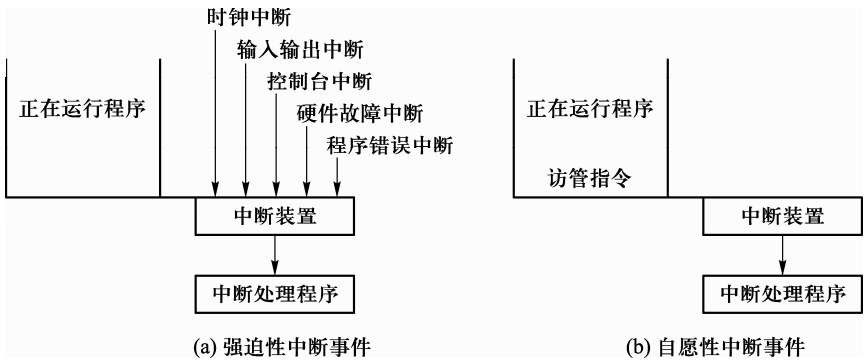 时钟中断
输入输出中断
控制台中断
硬件故障中断
程序错误中断
正在运行程序
中断装置
中断处理程序
(a) 强迫性中断事件
正在运行程序
访管指令
中断装置
中断处理程序
(b) 自愿性中断事件